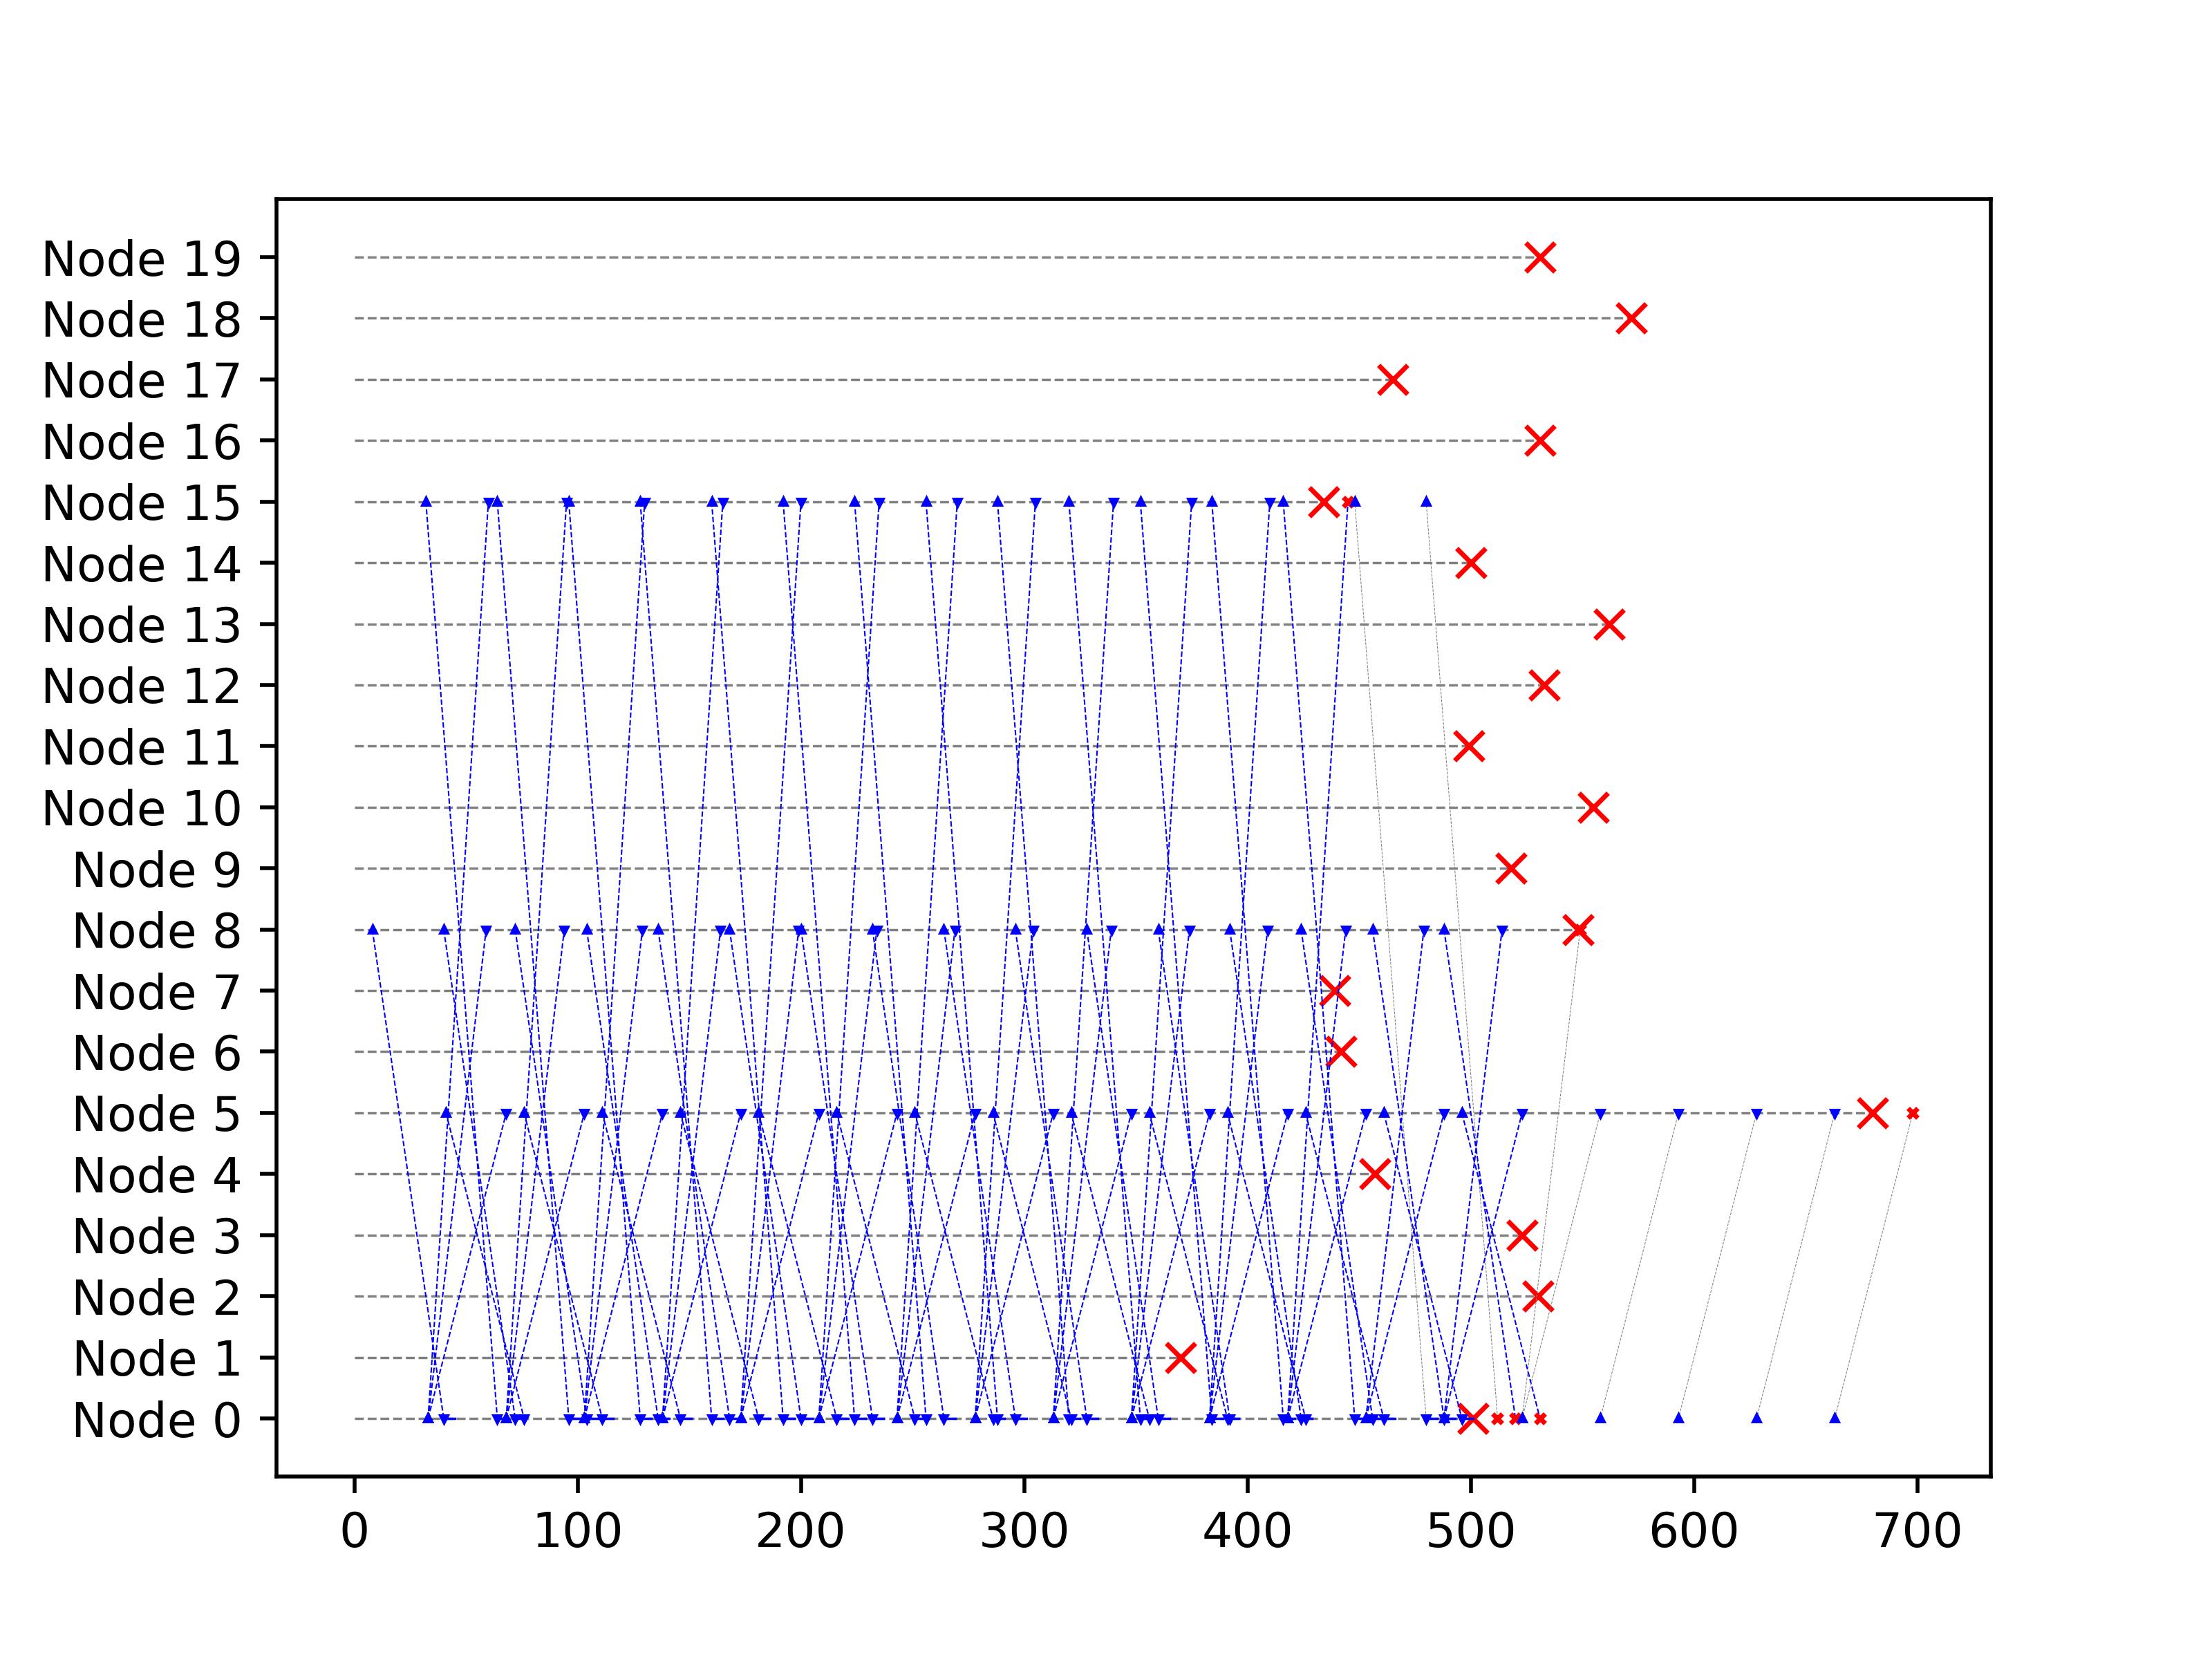 Node 19
Node 18
Node 17
Node 16
Node 15
Node 14
Node 13
Node 12
Node 11
Node 10
Node 9
Node 8
Node 7
Node 6
Node 5
Node 4
Node 3
Node 2
Node 1
Node 0
0 100 200 300 400 500 600 700